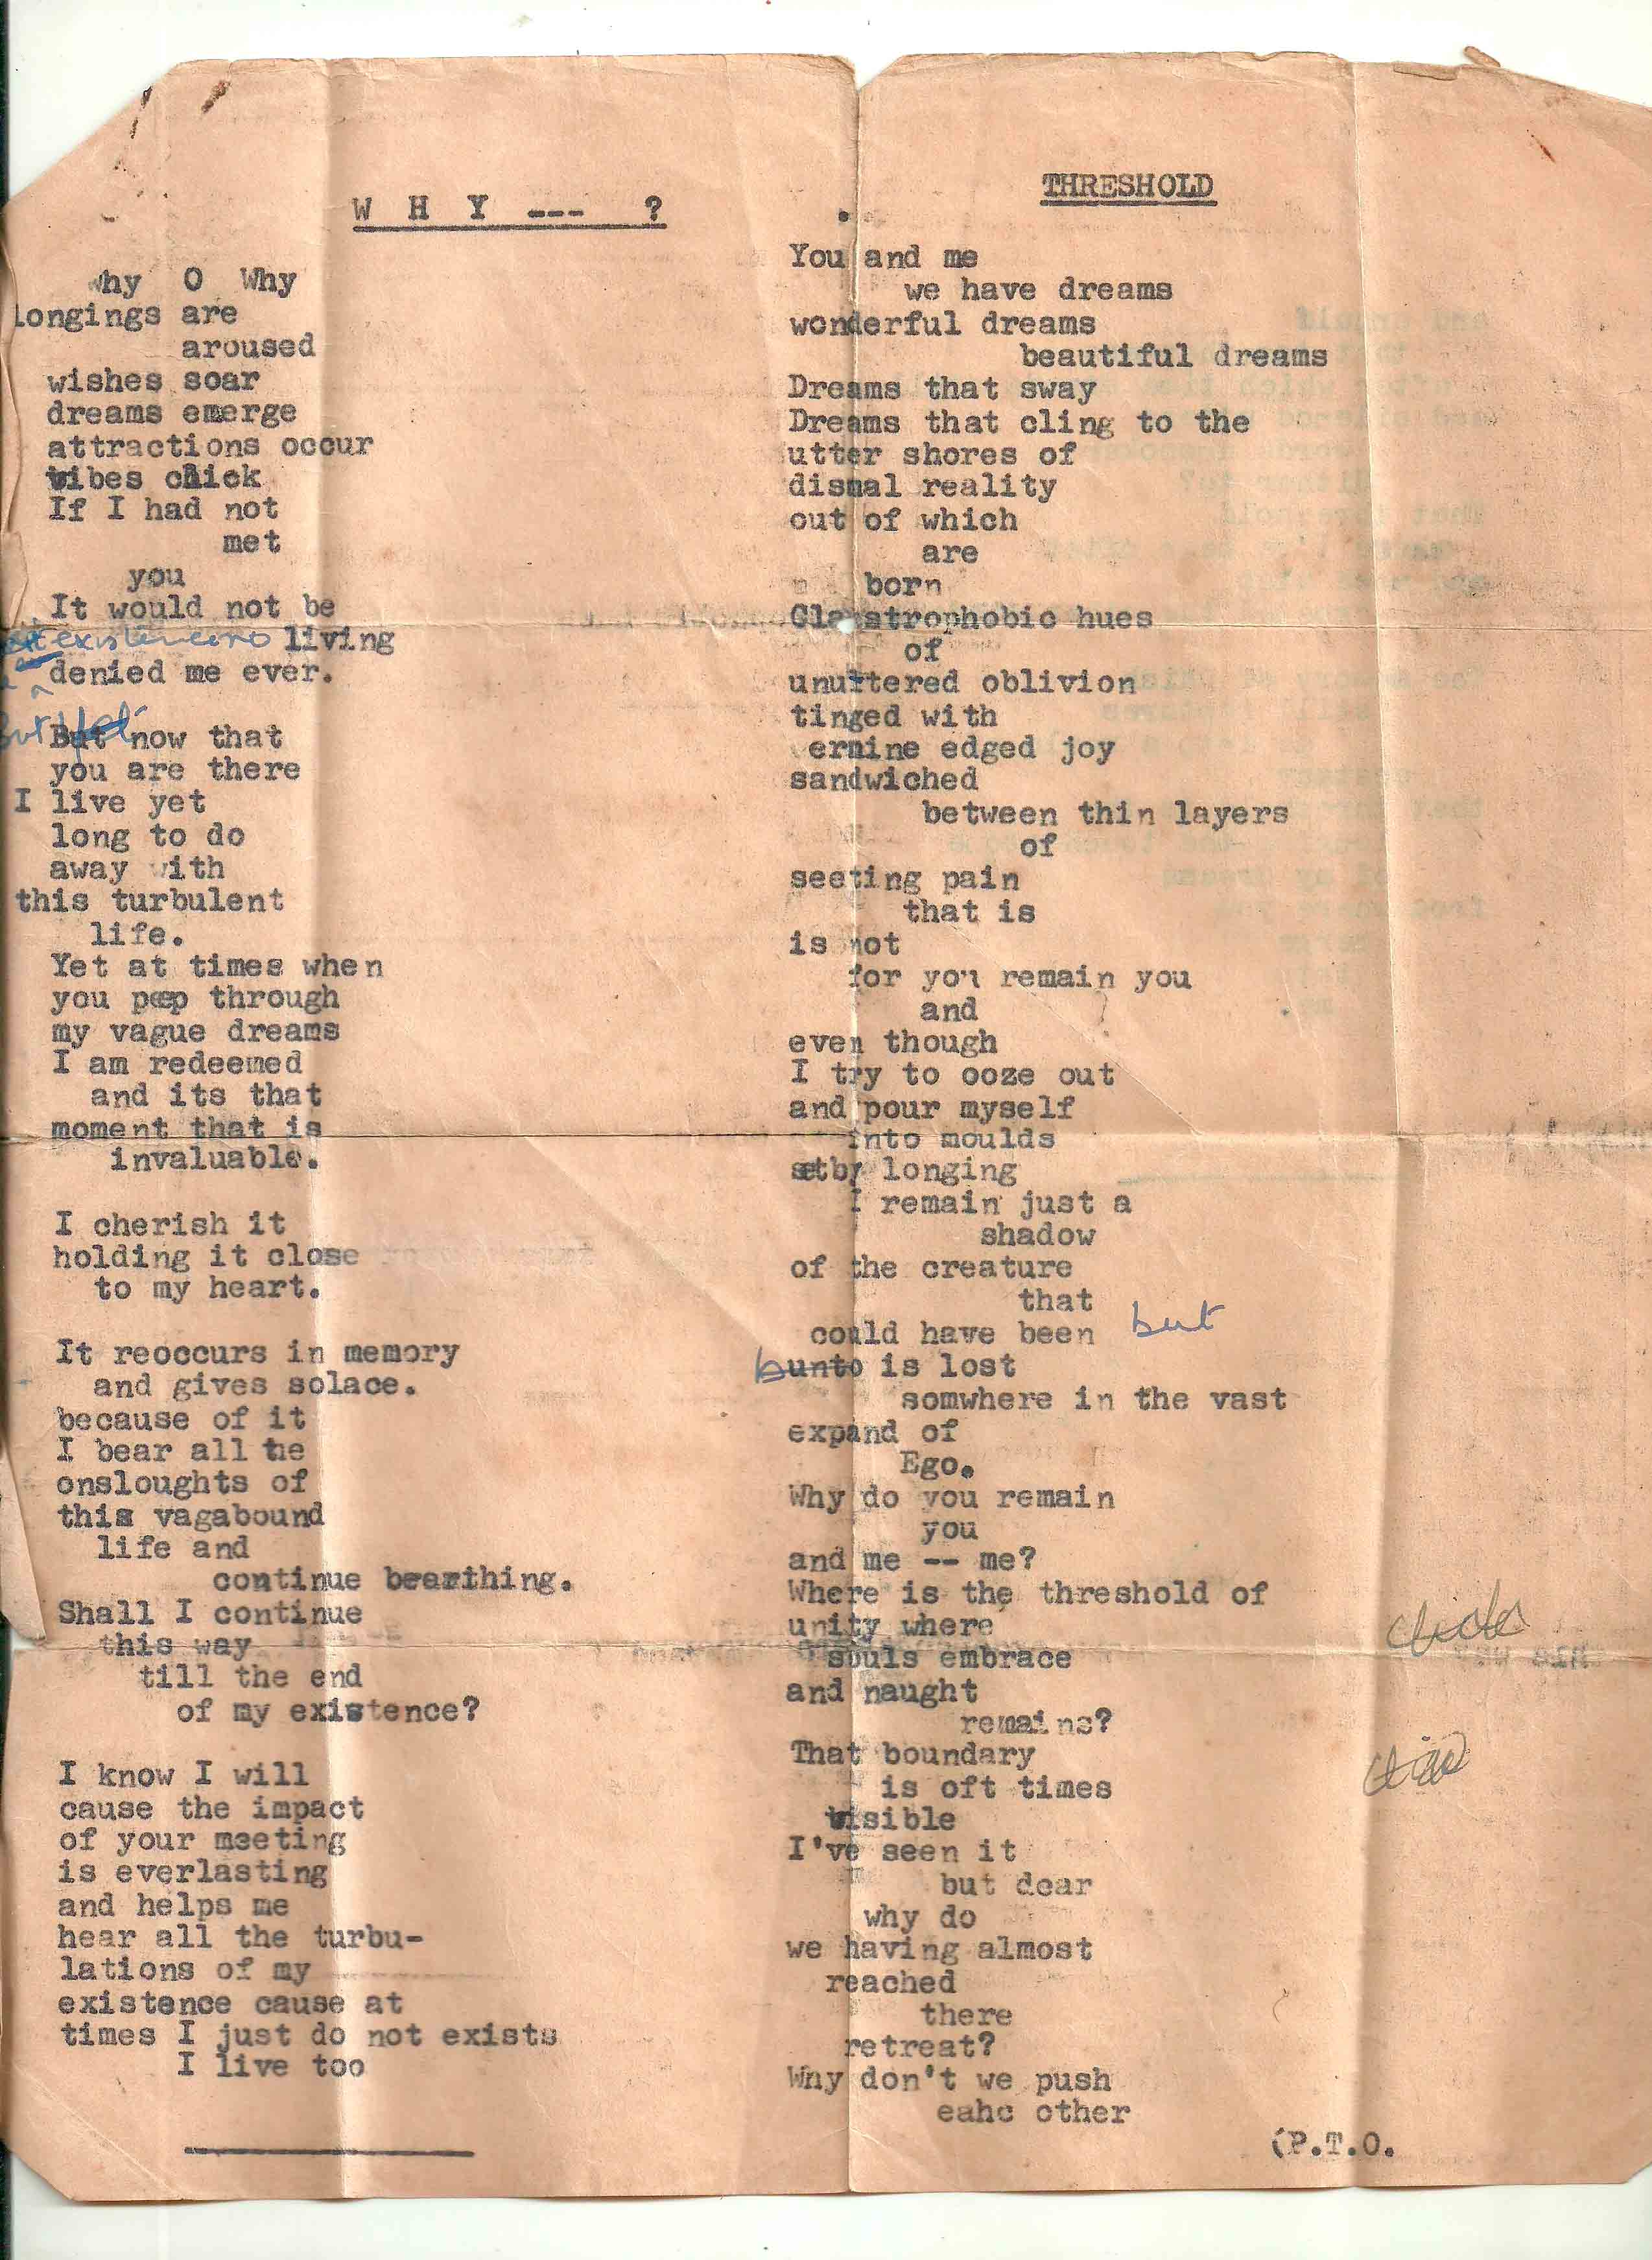 W H Y --- ?
Why O Why
Longings are
aroused
wishes soar
dreams emerge
attractions occur
vibes click
If I had not
met
you
It would not be
existence no living
denied me ever.
But now that
you are there
I live yet
long to do
away with
this turbulent
life.
Yet at times when
you peep through
my vague dreams
I am redeemed
and its that
moment that is
invaluable.
I cherish it
holding it close
to my heart.
It reoccurs in memory
and gives solace.
because of it
I bear all the
onsloughts of
this vagabound
life and
continue bearthing.
Shall I continue
this way
till the end
of my existence?
I know I will
cause the impact
of your meeting
is everlasting
and helps me
hear all the turbu-
lations of my
existence cause at
times I just do not exists
I live too
THRESHOLD
You and me
we have dreams
wonderful dreams
beautiful dreams
Dreams that sway
Dreams that cling to the
utter shores of
dismal reality
out of which
are
born
Claustrophobic hues
of
unuttered oblivion
tinged with
ermine edged joy
sandwiched
between thin layers
of
seeting pain
that is
is not
for you remain you
and
even though
I try to ooze out
and pour myself
into moulds
set by longing
I remain just a
shadow
of the creature
that
could have been but
bunto is lost
somwhere in the vast
expand of
Ego.
Why do you remain
you
and me -- me?
Where is the threshold of
unity where
souls embrace
and naught
remains?
That boundary
is oft times
visible
I've seen it
but dear
why do
we having almost
reached
there
retreat?
Why don't we push
eahc other
(P.T.O.